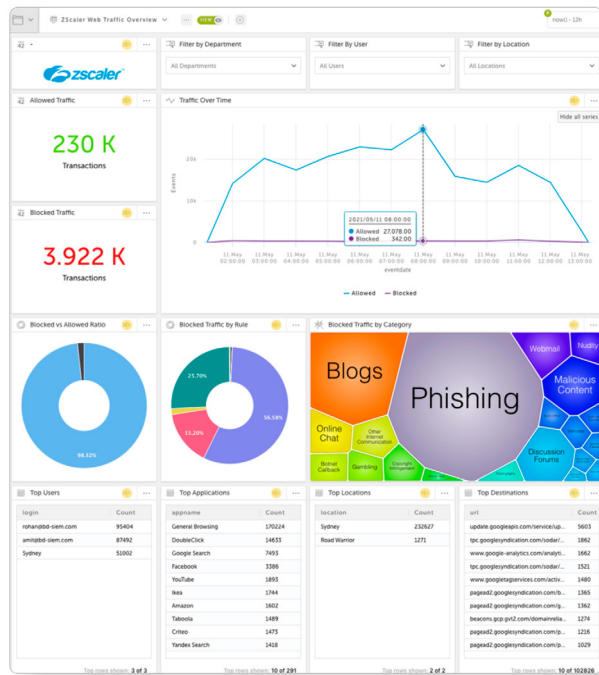 ZScaler Web Traffic Overview
VIEW
now() - 12h
42 -
Filter by Department
Filter By User
Filter by Location
zscaler
All Departments
All Users
All Locations
42 Allowed Traffic
Traffic Over Time
Hide all series
230 K
Transactions
42 Blocked Traffic
3.922 K
Transactions
Events
20k
10k
0
2021/05/11 08:00:00
Allowed 27,078.00
Blocked 342.00
11.May 02:00:00
11.May 03:00:00
11.May 04:00:00
11.May 05:00:00
11.May 06:00:00
11.May 07:00:00
11.May 08:00:00
11.May 09:00:00
11.May 10:00:00
11.May 11:00:00
11.May 12:00:00
11.May 13:00:00
eventdate
Allowed
Blocked
Blocked vs Allowed Ratio
Blocked Traffic by Rule
Blocked Traffic by Category
98.32%
25.70%
56.58%
13.20%
Blogs
Phishing
Webmail
Nudity
Malicious
Content
Online
Chat
Other
Internet
Communication
Discussion
Forums
Botnet
Callback
Gambling
Copyright
Infringement
Top Users
Top Applications
Top Locations
Top Destinations
login Count
rohan@bd-siem.com 95404
amit@bd-siem.com 87492
Sydney 51002
Top rows shown: 3 of 3
appname Count
General Browsing 170224
DoubleClick 14633
Google Search 7493
Facebook 3386
YouTube 1893
Ikea 1744
Amazon 1602
Taboola 1489
Criteo 1473
Yandex Search 1418
Top rows shown: 10 of 291
location Count
Sydney 232627
Road Warrior 1271
Top rows shown: 2 of 2
url Count
update.googleapis.com/service/up... 5603
tpc.googlesyndication.com/sodar/... 1862
www.google-analytics.com/analyti... 1662
tpc.googlesyndication.com/sodar/... 1521
www.googletagservices.com/activ... 1480
pagead2.googlesyndication.com/b... 1365
pagead2.googlesyndication.com/g... 1362
beacons.gcp.gvt2.com/domainrelia... 1274
pagead2.googlesyndication.com/p... 1216
pagead2.googlesyndication.com/p... 1029
Top rows shown: 10 of 102826